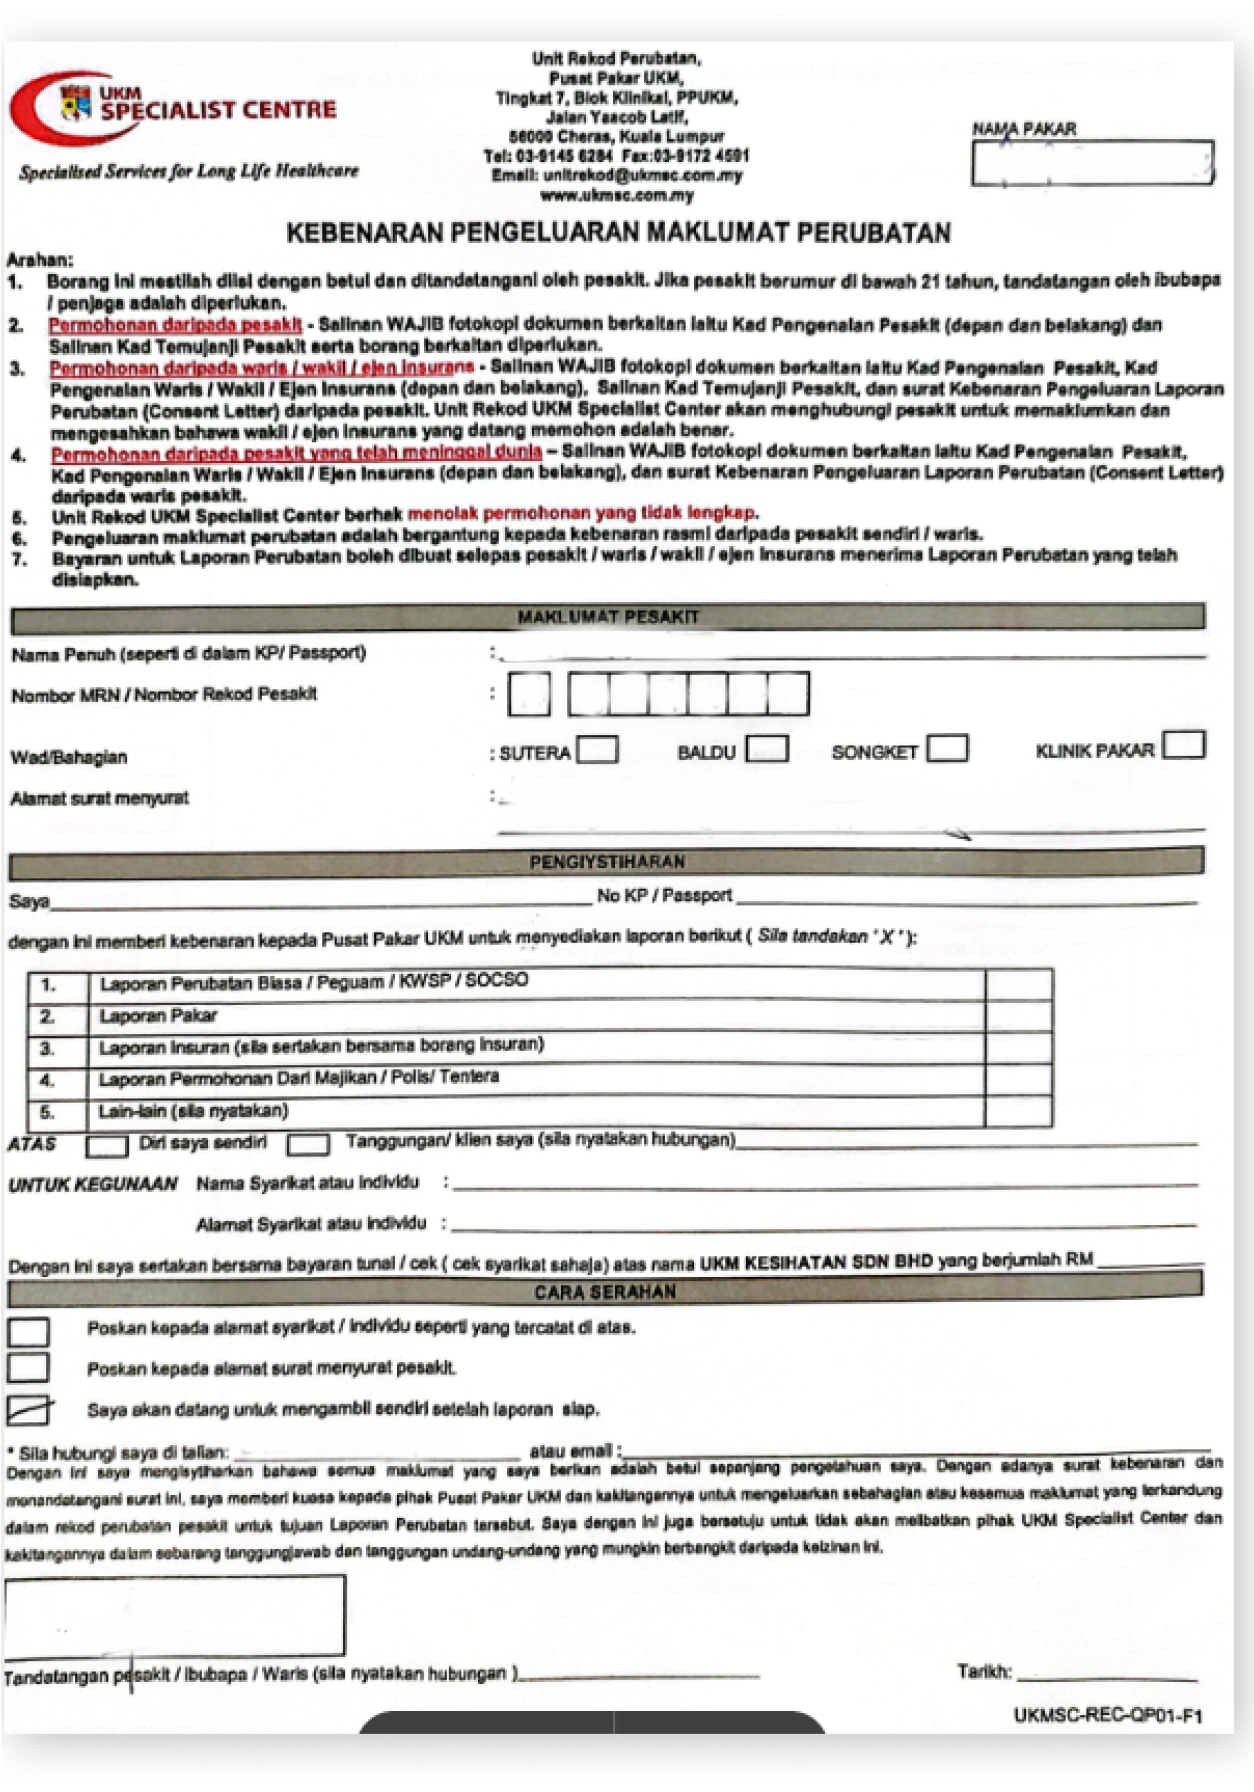 UKM
SPECIALIST CENTRE
Specialised Services for Long Life Healthcare
Unit Rekod Perubatan,
Pusat Pakar UKM,
Tingkat 7, Blok Klinikal, PPUKM,
Jalan Yaacob Latif,
56000 Cheras, Kuala Lumpur
Tel: 03-9145 6284 Fax:03-9172 4591
Email: unitrekod@ukmsc.com.my
www.ukmsc.com.my
NAMA PAKAR
KEBENARAN PENGELUARAN MAKLUMAT PERUBATAN
Arahan:
1. Borang ini mestilah diisi dengan betul dan ditandatangani oleh pesakit. Jika pesakit berumur di bawah 21 tahun, tandatangan oleh ibubapa
/ penjaga adalah diperlukan.
2. Permohonan daripada pesakit - Salinan WAJIB fotokopi dokumen berkaitan iaitu Kad Pengenalan Pesakit (depan dan belakang) dan
Salinan Kad Temujanji Pesakit serta borang berkaitan diperlukan.
3. Permohonan daripada waris / wakil / ejen insurans - Salinan WAJIB fotokopi dokumen berkaitan iaitu Kad Pengenalan Pesakit, Kad
Pengenalan Waris / Wakil / Ejen Insurans (depan dan belakang), Salinan Kad Temujanji Pesakit, dan surat Kebenaran Pengeluaran Laporan
Perubatan (Consent Letter) daripada pesakit. Unit Rekod UKM Specialist Center akan menghubungi pesakit untuk memaklumkan dan
mengesahkan bahawa wakil / ejen insurans yang datang memohon adalah benar.
4. Permohonan daripada pesakit yang telah meninggal dunia – Salinan WAJIB fotokopi dokumen berkaitan iaitu Kad Pengenalan Pesakit,
Kad Pengenalan Waris / Wakil / Ejen Insurans (depan dan belakang), dan surat Kebenaran Pengeluaran Laporan Perubatan (Consent Letter)
daripada waris pesakit.
5. Unit Rekod UKM Specialist Center berhak menolak permohonan yang tidak lengkap.
6. Pengeluaran maklumat perubatan adalah bergantung kepada kebenaran rasmi daripada pesakit sendiri / waris.
7. Bayaran untuk Laporan Perubatan boleh dibuat selepas pesakit / waris / wakil / ejen insurans menerima Laporan Perubatan yang telah
disiapkan.
MAKLUMAT PESAKIT
Nama Penuh (seperti di dalam KP/ Passport) :
Nombor MRN / Nombor Rekod Pesakit :
Wad/Bahagian : SUTERA BALDU SONGKET KLINIK PAKAR
Alamat surat menyurat :
PENGIYSTIHARAN
Saya No KP / Passport
dengan ini memberi kebenaran kepada Pusat Pakar UKM untuk menyediakan laporan berikut ( Sila tandakan 'X'):
1. Laporan Perubatan Biasa / Peguam / KWSP / SOCSO
2. Laporan Pakar
3. Laporan Insuran (sila sertakan bersama borang insuran)
4. Laporan Permohonan Dari Majikan / Polis/ Tentera
5. Lain-lain (sila nyatakan)
ATAS Diri saya sendiri Tanggungan/ klien saya (sila nyatakan hubungan)
UNTUK KEGUNAAN Nama Syarikat atau individu :
Alamat Syarikat atau individu :
Dengan ini saya sertakan bersama bayaran tunai / cek ( cek syarikat sahaja) atas nama UKM KESIHATAN SDN BHD yang berjumlah RM
CARA SERAHAN
Poskan kepada alamat syarikat / individu seperti yang tercatat di atas.
Poskan kepada alamat surat menyurat pesakit.
Saya akan datang untuk mengambil sendiri setelah laporan siap.
* Sila hubungi saya di talian: atau email :
Dengan ini saya mengisytiharkan bahawa semua maklumat yang saya berikan adalah betul sepanjang pengetahuan saya. Dengan adanya surat kebenaran dan
menandatangani surat ini, saya memberi kuasa kepada pihak Pusat Pakar UKM dan kakitangannya untuk mengeluarkan sebahagian atau kesemua maklumat yang terkandung
dalam rekod perubatan pesakit untuk tujuan Laporan Perubatan tersebut. Saya dengan ini juga bersetuju untuk tidak akan melibatkan pihak UKM Specialist Center dan
kakitangannya dalam sebarang tanggungjawab dan tanggungan undang-undang yang mungkin berbangkit daripada keizinan ini.
Tandatangan pesakit / Ibubapa / Waris (sila nyatakan hubungan ) Tarikh:
UKMSC-REC-QP01-F1